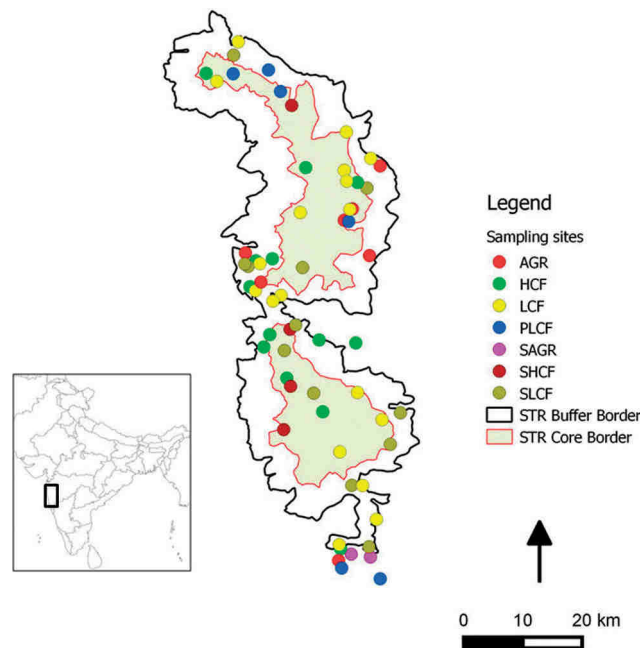 Legend
Sampling sites
AGR
HCF
LCF
PLCF
SAGR
SHCF
SLCF
STR Buffer Border
STR Core Border
0 10 20 km